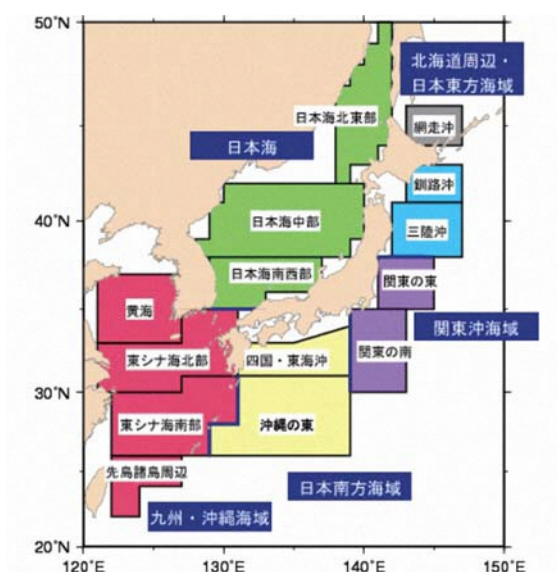 50°N
北海道周辺・
日本東方海域
日本海北東部
網走沖
日本海
釧路沖
40°N
日本海中部
三陸沖
日本海南西部
関東の東
黄海
関東沖海域
東シナ海北部
四国・東海沖
関東の南
30°N
東シナ海南部
沖縄の東
先島諸島周辺
日本南方海域
九州・沖縄海域
20°N
120°E
130°E
140°E
150°E